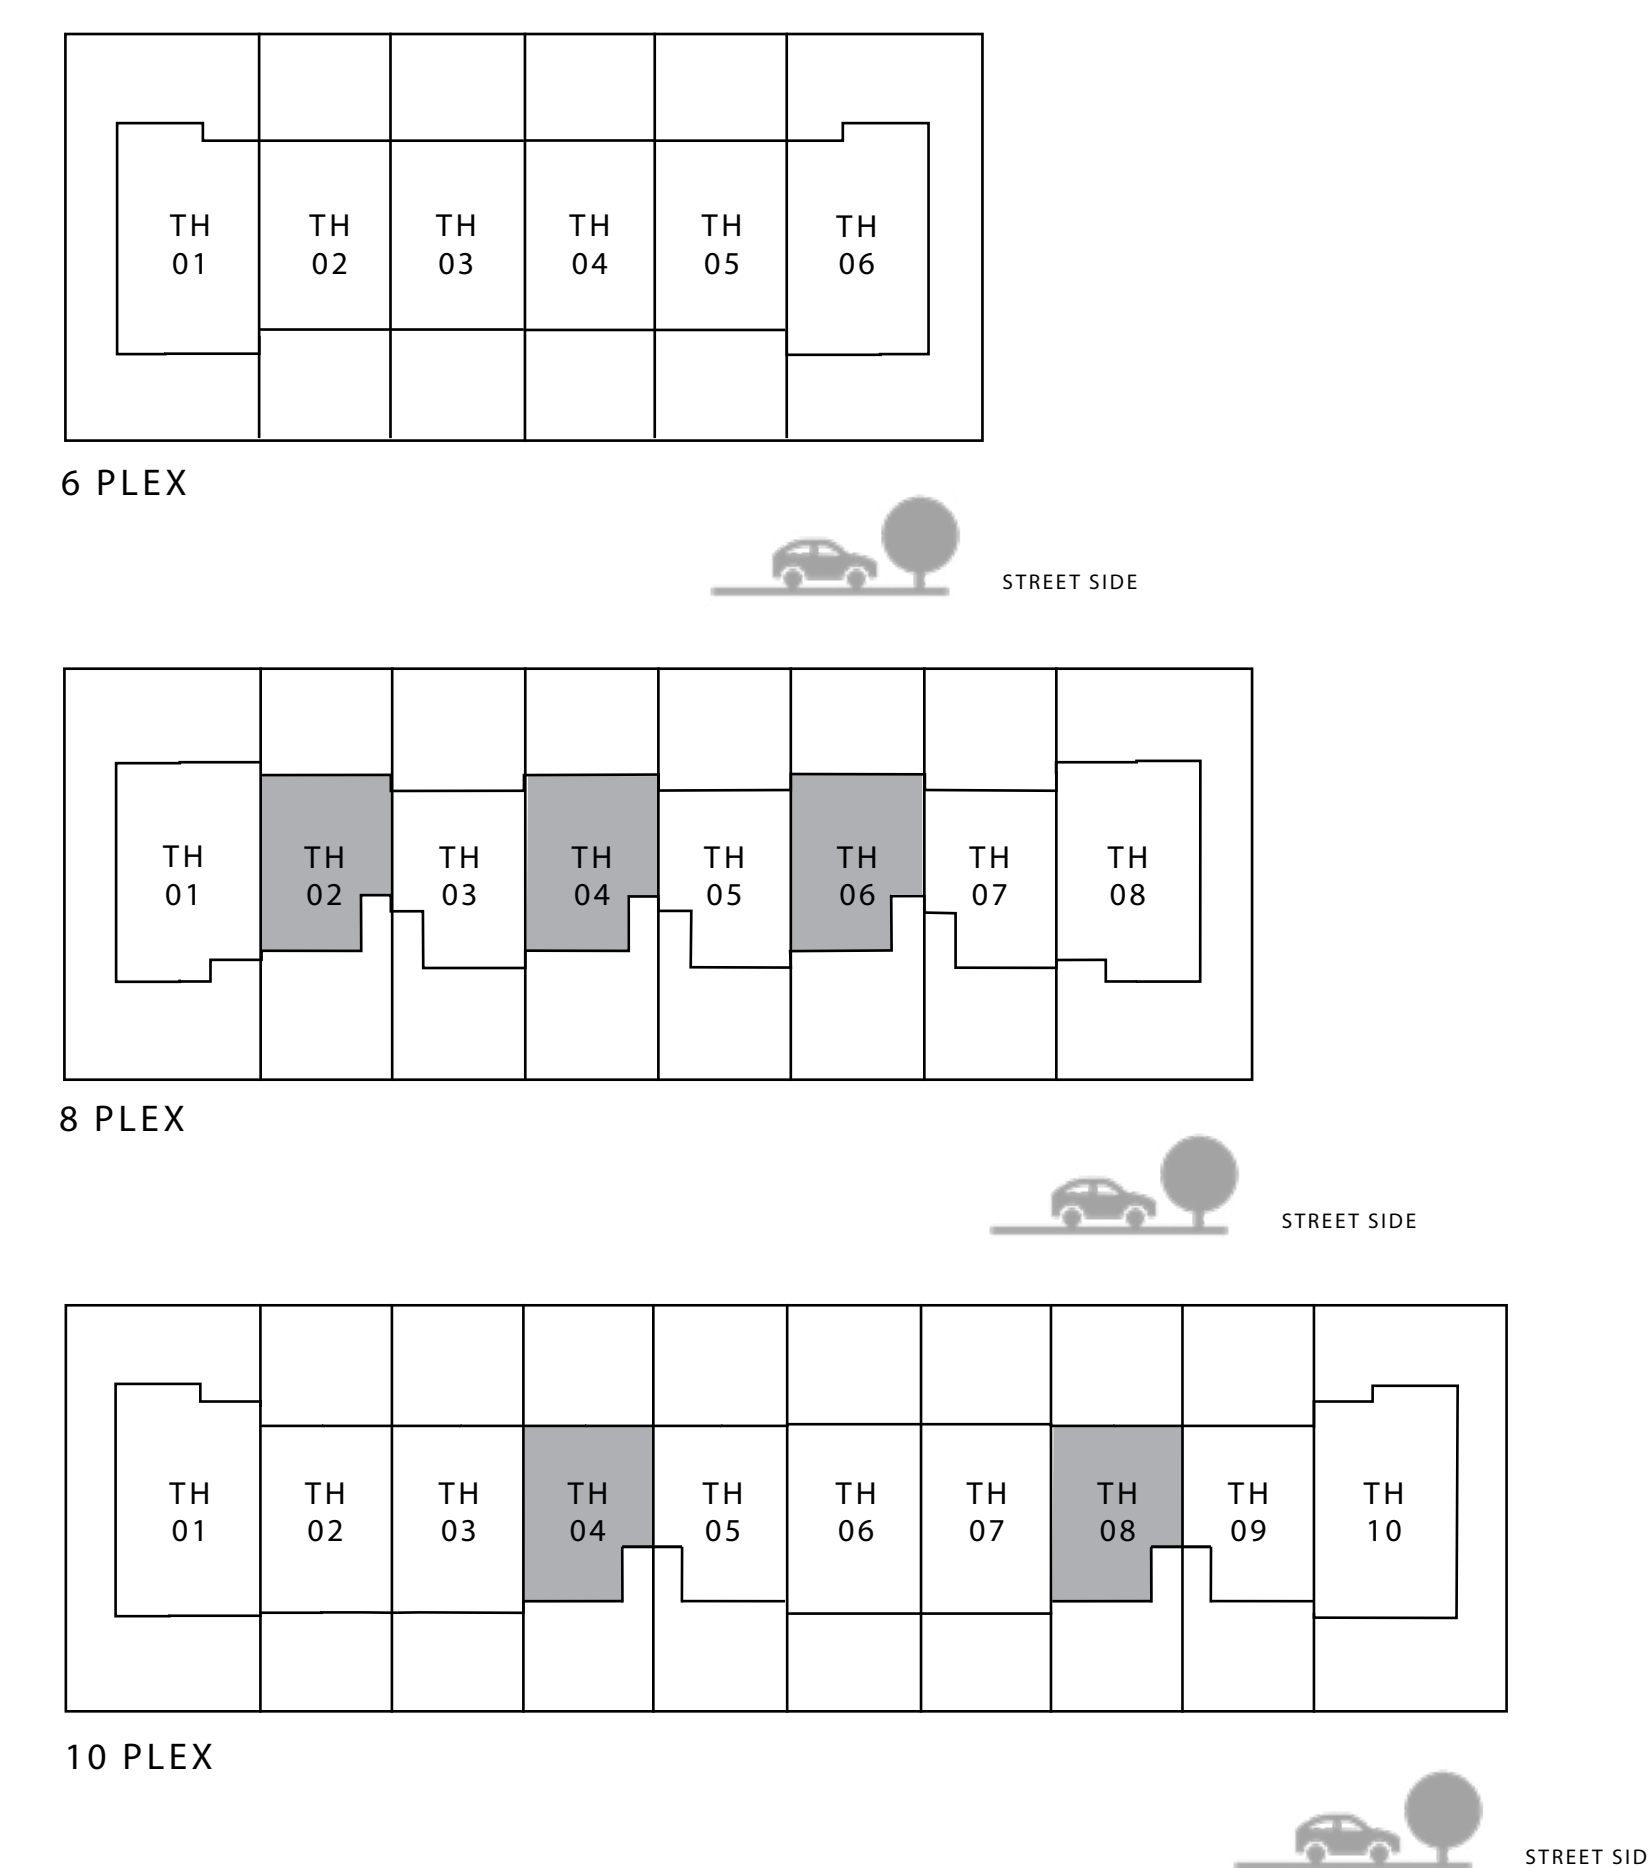 TH TH TH TH TH TH
01 02 03 04 05 06
6 PLEX
STREET SIDE
TH TH TH TH TH TH TH TH
01 02 03 04 05 06 07 08
8 PLEX
STREET SIDE
TH TH TH TH TH TH TH TH TH TH
01 02 03 04 05 06 07 08 09 10
10 PLEX
STREET SID